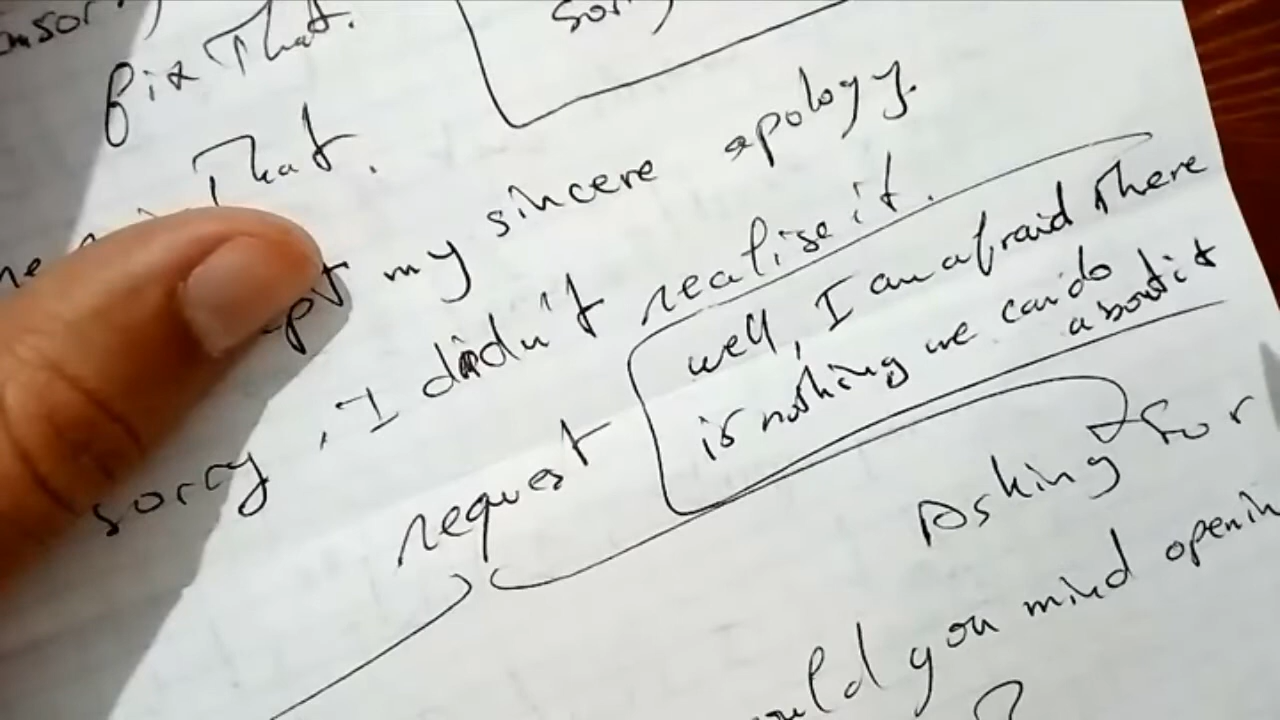 fix That.
sorry
That.
my sincere apology.
sorry, I didn't realise it.
well, I am afraid There
is nothing we can do
about it
request
Asking for
you mind